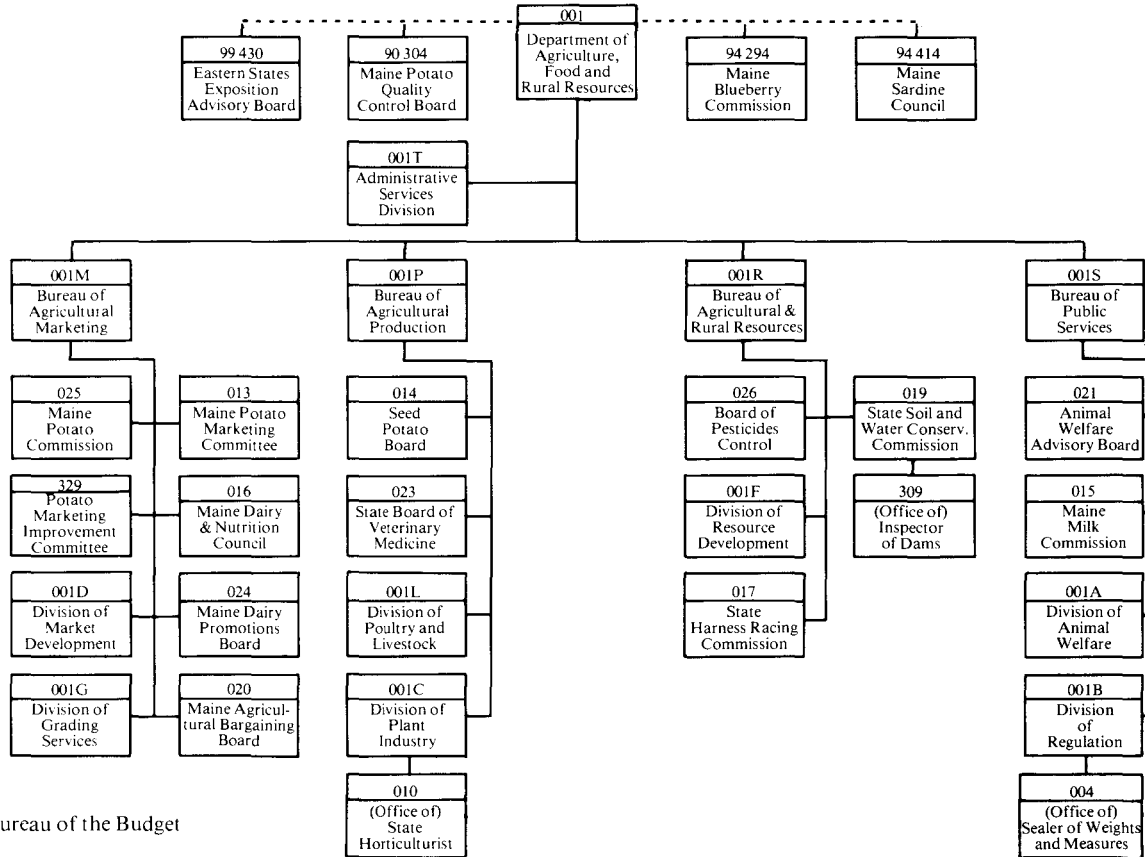 001
Department of
Agriculture,
Food and
Rural Resources
99 430
Eastern States
Exposition
Advisory Board
90 304
Maine Potato
Quality
Control Board
94 294
Maine
Blueberry
Commission
94 414
Maine
Sardine
Council
001T
Administrative
Services
Division
001M
Bureau of
Agricultural
Marketing
001P
Bureau of
Agricultural
Production
001R
Bureau of
Agricultural &
Rural Resources
001S
Bureau of
Public
Services
025
Maine
Potato
Commission
013
Maine Potato
Marketing
Committee
014
Seed
Potato
Board
026
Board of
Pesticides
Control
019
State Soil and
Water Conserv.
Commission
021
Animal
Welfare
Advisory Board
329
Potato
Marketing
Improvement
Committee
016
Maine Dairy
& Nutrition
Council
023
State Board of
Veterinary
Medicine
001F
Division of
Resource
Development
309
(Office of)
Inspector
of Dams
015
Maine
Milk
Commission
001D
Division of
Market
Development
024
Maine Dairy
Promotions
Board
001L
Division of
Poultry and
Livestock
017
State
Harness Racing
Commission
001A
Division of
Animal
Welfare
001G
Division of
Grading
Services
020
Maine Agricul-
tural Bargaining
Board
001C
Division of
Plant
Industry
001B
Division
of
Regulation
010
(Office of)
State
Horticulturist
004
(Office of)
Sealer of Weights
and Measures
ureau of the Budget